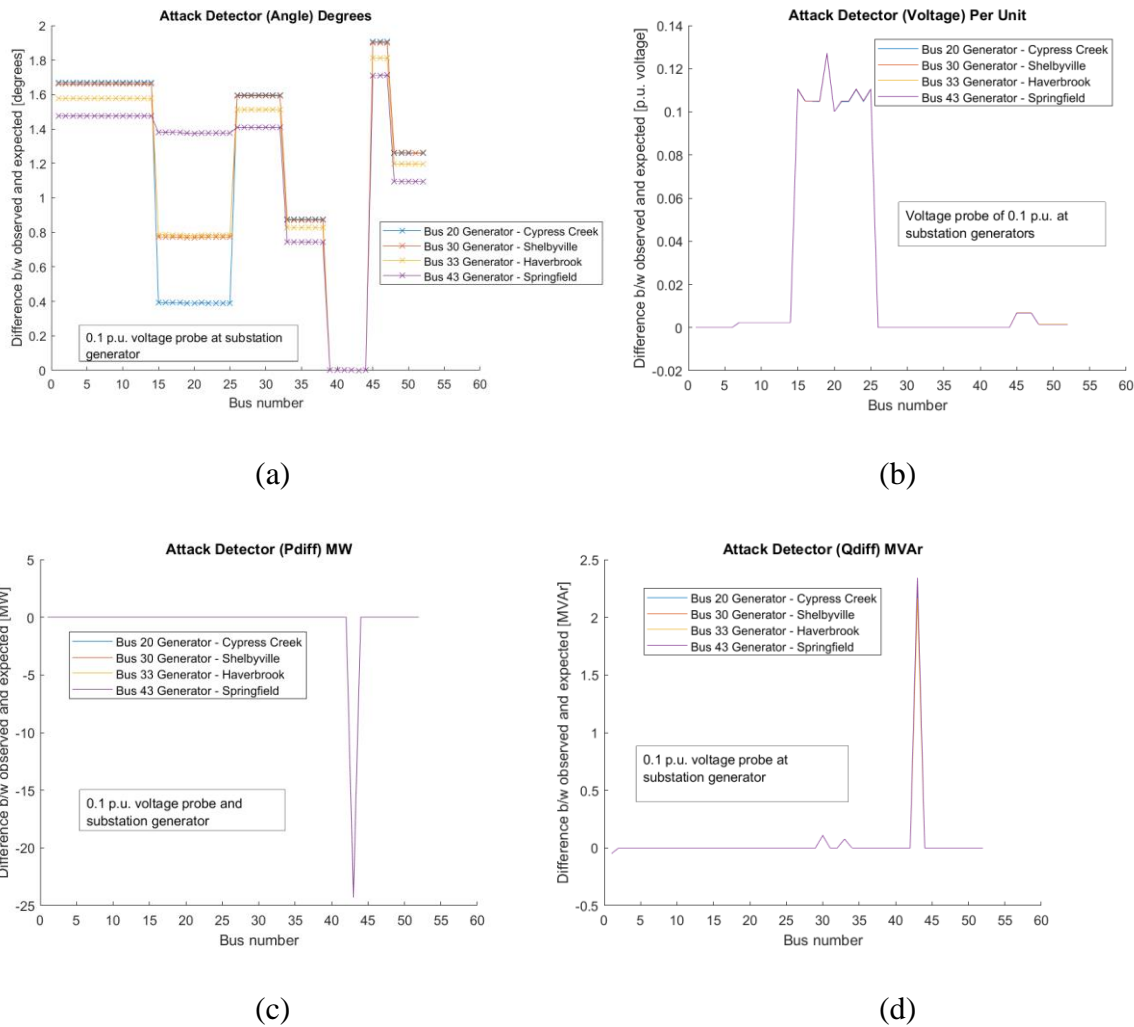 Attack Detector (Angle) Degrees
Difference b/w observed and expected [degrees]
2
1.8
1.6
1.4
1.2
1
0.8
0.6
0.4
0.2
0
Bus 20 Generator - Cypress Creek
Bus 30 Generator - Shelbyville
Bus 33 Generator - Haverbrook
Bus 43 Generator - Springfield
0.1 p.u. voltage probe at substation
generator
0 5 10 15 20 25 30 35 40 45 50 55 60
Bus number
(a)
Attack Detector (Voltage) Per Unit
Difference b/w observed and expected [p.u. voltage]
0.14
0.12
0.1
0.08
0.06
0.04
0.02
0
-0.02
Bus 20 Generator - Cypress Creek
Bus 30 Generator - Shelbyville
Bus 33 Generator - Haverbrook
Bus 43 Generator - Springfield
Voltage probe of 0.1 p.u. at
substation generators
0 5 10 15 20 25 30 35 40 45 50 55 60
Bus number
(b)
Attack Detector (Pdiff) MW
Difference b/w observed and expected [MW]
5
0
-5
-10
-15
-20
-25
Bus 20 Generator - Cypress Creek
Bus 30 Generator - Shelbyville
Bus 33 Generator - Haverbrook
Bus 43 Generator - Springfield
0.1 p.u. voltage probe and
substation generator
0 5 10 15 20 25 30 35 40 45 50 55 60
Bus number
(c)
Attack Detector (Qdiff) MVAr
Difference b/w observed and expected [MVAr]
2.5
2
1.5
1
0.5
0
-0.5
Bus 20 Generator - Cypress Creek
Bus 30 Generator - Shelbyville
Bus 33 Generator - Haverbrook
Bus 43 Generator - Springfield
0.1 p.u. voltage probe at
substation generator
0 5 10 15 20 25 30 35 40 45 50 55 60
Bus number
(d)